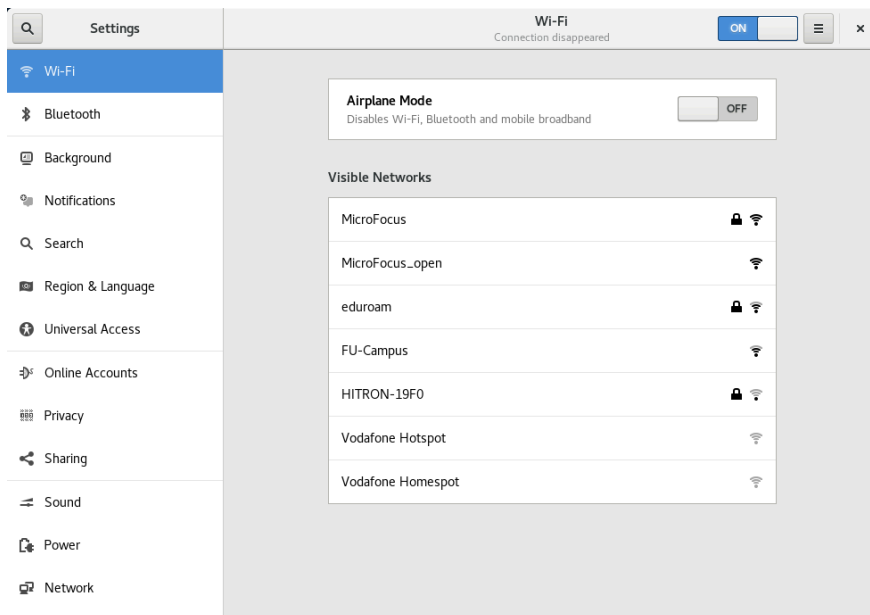 Settings
Wi-Fi
Connection disappeared
ON
Wi-Fi
Bluetooth
Background
Notifications
Search
Region & Language
Universal Access
Online Accounts
Privacy
Sharing
Sound
Power
Network
Airplane Mode
Disables Wi-Fi, Bluetooth and mobile broadband
OFF
Visible Networks
MicroFocus
MicroFocus_open
eduroam
FU-Campus
HITRON-19F0
Vodafone Hotspot
Vodafone Homespot